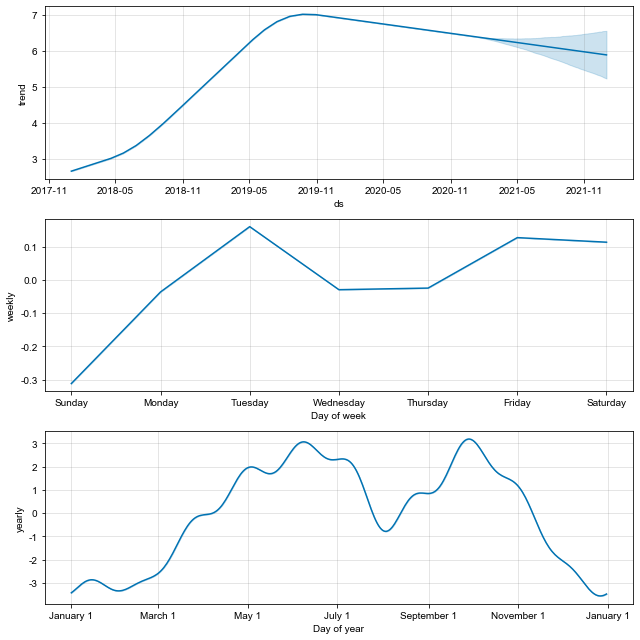 7
6
5
4
3
trend
2017-11 2018-05 2018-11 2019-05 2019-11 2020-05 2020-11 2021-05 2021-11
ds
0.1
0.0
-0.1
-0.2
-0.3
weekly
Sunday Monday Tuesday Wednesday Thursday Friday Saturday
Day of week
3
2
1
0
-1
-2
-3
yearly
January 1 March 1 May 1 July 1 September 1 November 1 January 1
Day of year